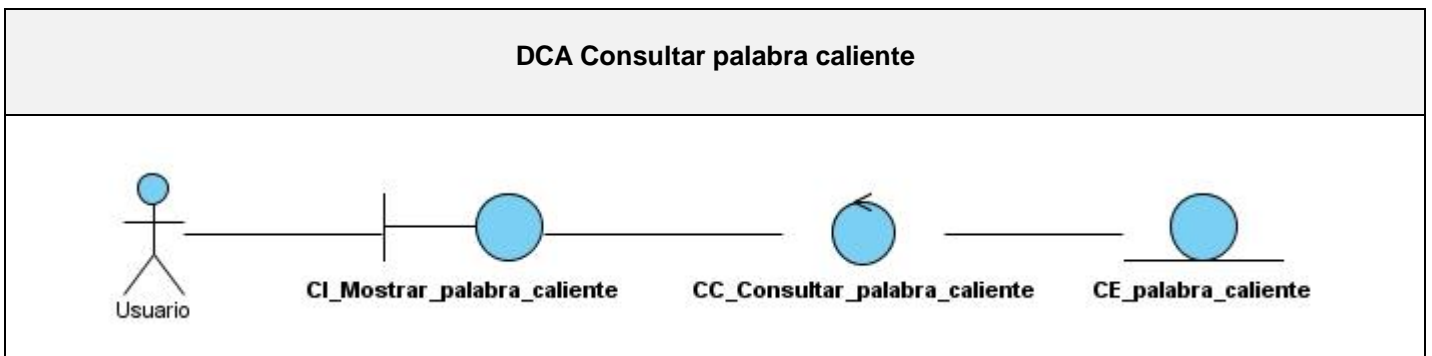 DCA Consultar palabra caliente
Usuario
CI_Mostrar_palabra_caliente
CC_Consultar_palabra_caliente
CE_palabra_caliente